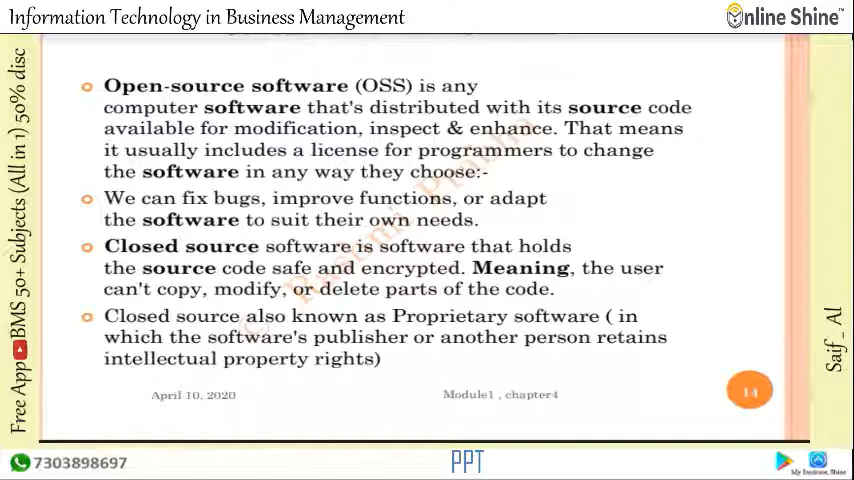 Information Technology in Business Management
Online Shine™
Open-source software (OSS) is any
computer software that's distributed with its source code
available for modification, inspect & enhance. That means
it usually includes a license for programmers to change
the software in any way they choose:-
We can fix bugs, improve functions, or adapt
the software to suit their own needs.
Closed source software is software that holds
the source code safe and encrypted. Meaning, the user
can't copy, modify, or delete parts of the code.
Closed source also known as Proprietary software ( in
which the software's publisher or another person retains
intellectual property rights)
April 10, 2020
Module1 , chapter4
14
Free App BMS 50+ Subjects (All in 1) 50% disc
Saif_ Al
7303898697
PPT
My Institute, Shine